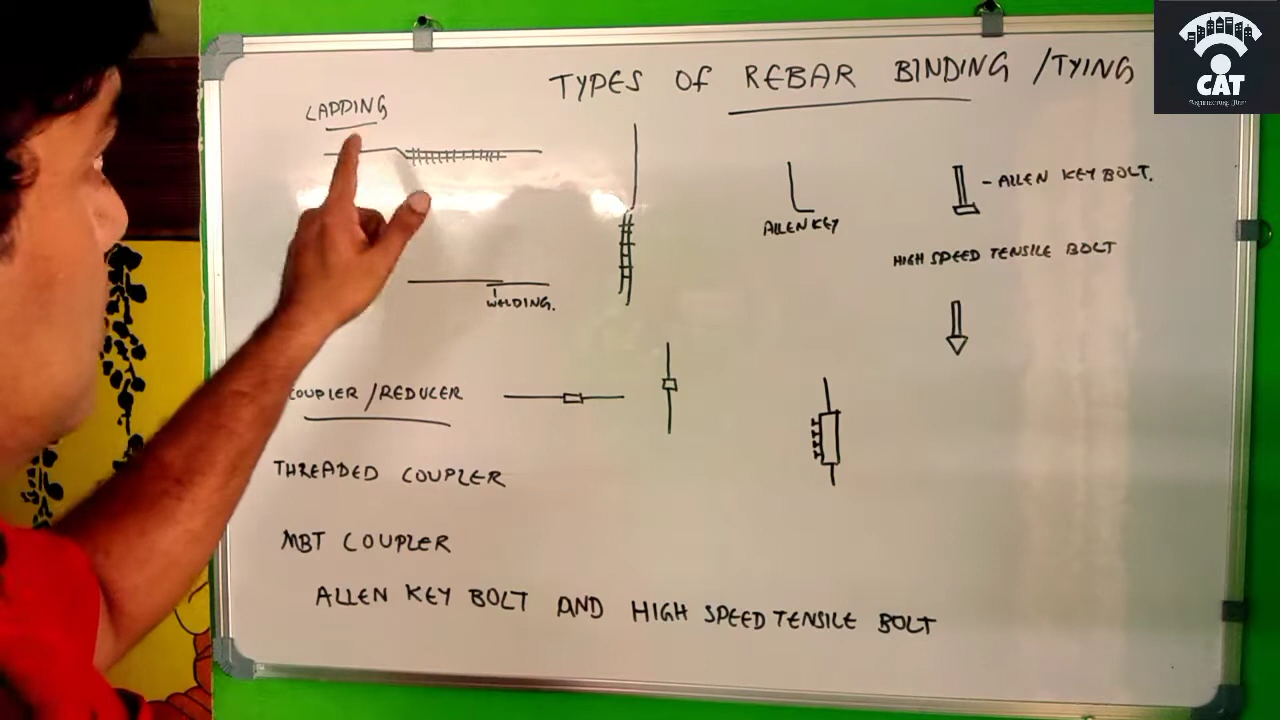 TYPES OF REBAR BINDING /TYING
CAT
LAPPING
ALLEN KEY
- ALLEN KEY BOLT.
HIGH SPEED TENSILE BOLT
WELDING.
COUPLER /REDUCER
THREADED COUPLER
MBT COUPLER
ALLEN KEY BOLT AND HIGH SPEED TENSILE BOLT
CAT